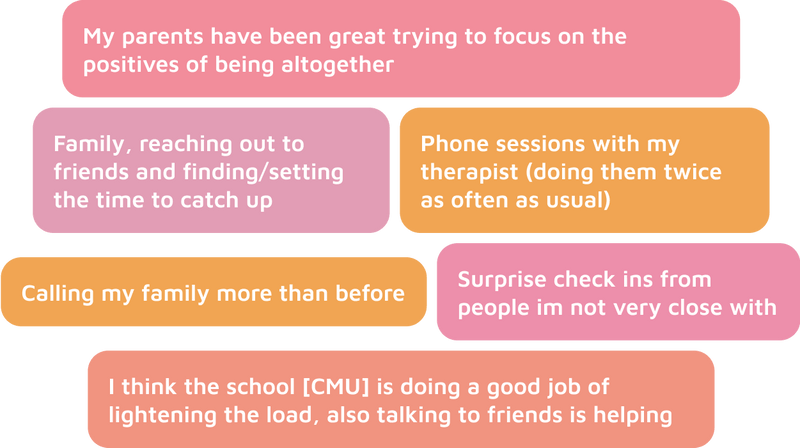 My parents have been great trying to focus on the
positives of being altogether
Family, reaching out to
friends and finding/setting
the time to catch up
Phone sessions with my
therapist (doing them twice
as often as usual)
Calling my family more than before
Surprise check ins from
people im not very close with
I think the school [CMU] is doing a good job of
lightening the load, also talking to friends is helping